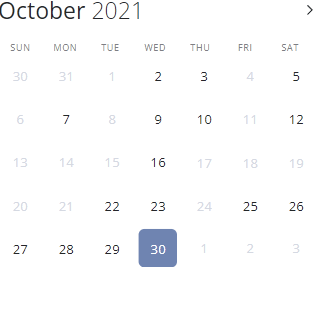 October 2021
SUN MON TUE WED THU FRI SAT
30 31 1 2 3 4 5
6 7 8 9 10 11 12
13 14 15 16 17 18 19
20 21 22 23 24 25 26
27 28 29 30 1 2 3